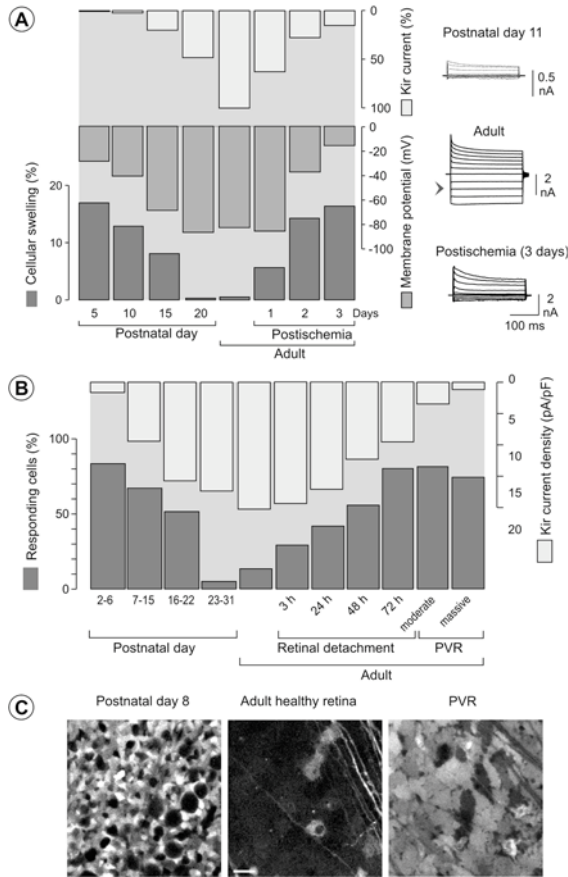 A
Cellular swelling (%)
20
10
0
0
50
100
Kir current (%)
0
-20
-40
-60
-80
-100
Membrane potential (mV)
5 10 15 20 1 2 3 Days
Postnatal day Postischemia
Adult
Postnatal day 11
0.5
nA
Adult
2
nA
Postischemia (3 days)
2
nA
100 ms
B
Responding cells (%)
100
50
0
0
5
10
15
20
Kir current density (pA/pF)
2-6 7-15 16-22 23-31 3 h 24 h 48 h 72 h moderate massive
Postnatal day Retinal detachment PVR
Adult
C
Postnatal day 8 Adult healthy retina PVR